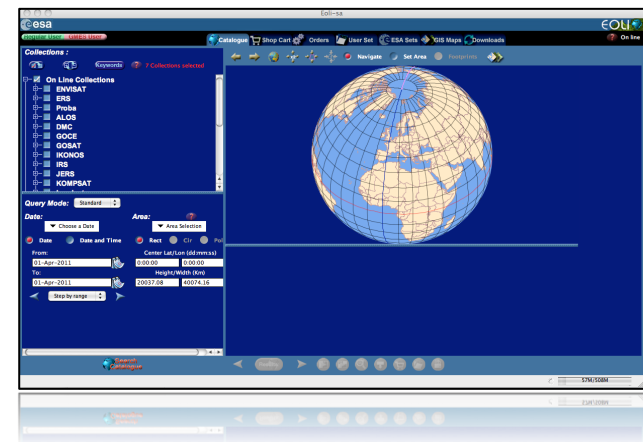 Eoli-sa
esa
EOLI
Regular User GMES User
Catalogue Shop Cart Orders User Set ESA Sets GIS Maps Downloads
On line
Collections :
Keywords 7 Collections selected
Navigate Set Area Footprints
On Line Collections
ENVISAT
ERS
Proba
ALOS
DMC
GOCE
GOSAT
IKONOS
IRS
JERS
KOMPSAT
Query Mode: Standard
Date: Area:
Choose a Date Area Selection
Date Date and Time Rect Cir Pol
From: Center Lat/Lon (dd:mm:ss)
01-Apr-2011 0:00:00 0:00:00
To: Height/Width (Km)
01-Apr-2011 20037.08 40074.16
Step by range
Search
Catalogue
57M/508M